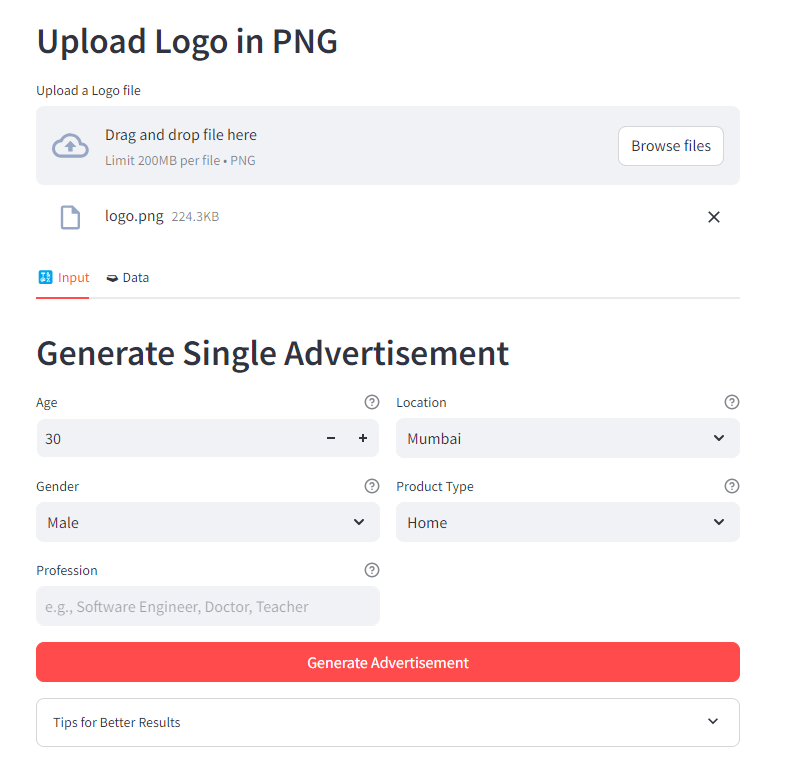 Upload Logo in PNG
Upload a Logo file
Drag and drop file here
Limit 200MB per file • PNG
Browse files
logo.png 224.3KB
Input Data
Generate Single Advertisement
Age
Location
30
Mumbai
Gender
Product Type
Male
Home
Profession
e.g., Software Engineer, Doctor, Teacher
Generate Advertisement
Tips for Better Results